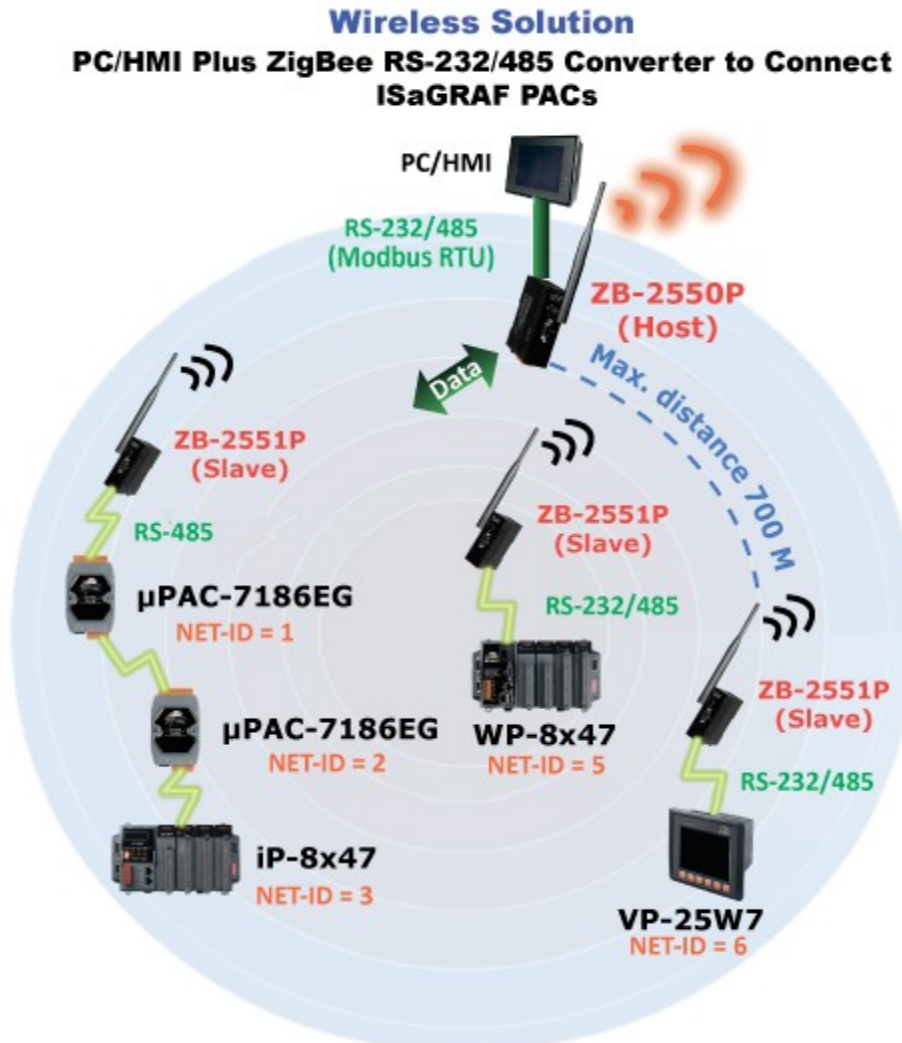 Wireless Solution
PC/HMI Plus ZigBee RS-232/485 Converter to Connect
ISaGRAF PACs
PC/HMI
RS-232/485
(Modbus RTU)
ZB-2550P
(Host)
Data
Max. distance 700 M
ZB-2551P
(Slave)
RS-485
µPAC-7186EG
NET-ID = 1
µPAC-7186EG
NET-ID = 2
iP-8x47
NET-ID = 3
ZB-2551P
(Slave)
RS-232/485
WP-8x47
NET-ID = 5
ZB-2551P
(Slave)
RS-232/485
VP-25W7
NET-ID = 6